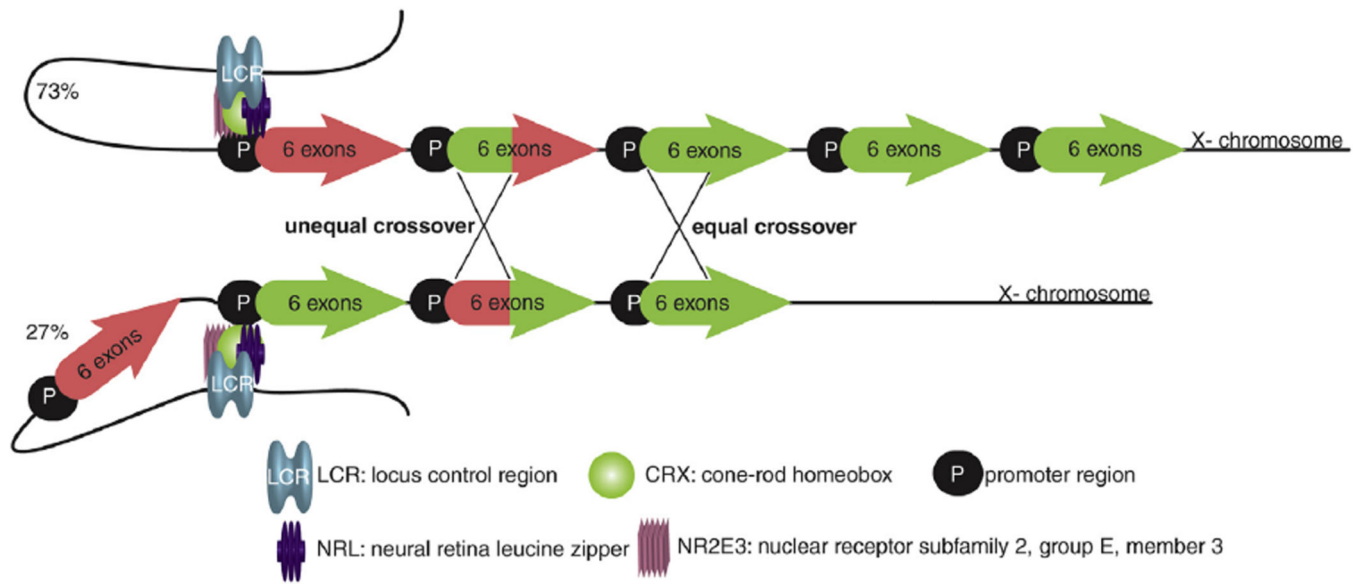 LCR
73%
P 6 exons P 6 exons P 6 exons P 6 exons P 6 exons X- chromosome
unequal crossover equal crossover
P 6 exons P 6 exons P 6 exons X- chromosome
27%
6 exons
P
LCR
LCR LCR: locus control region CRX: cone-rod homeobox P promoter region
NRL: neural retina leucine zipper NR2E3: nuclear receptor subfamily 2, group E, member 3